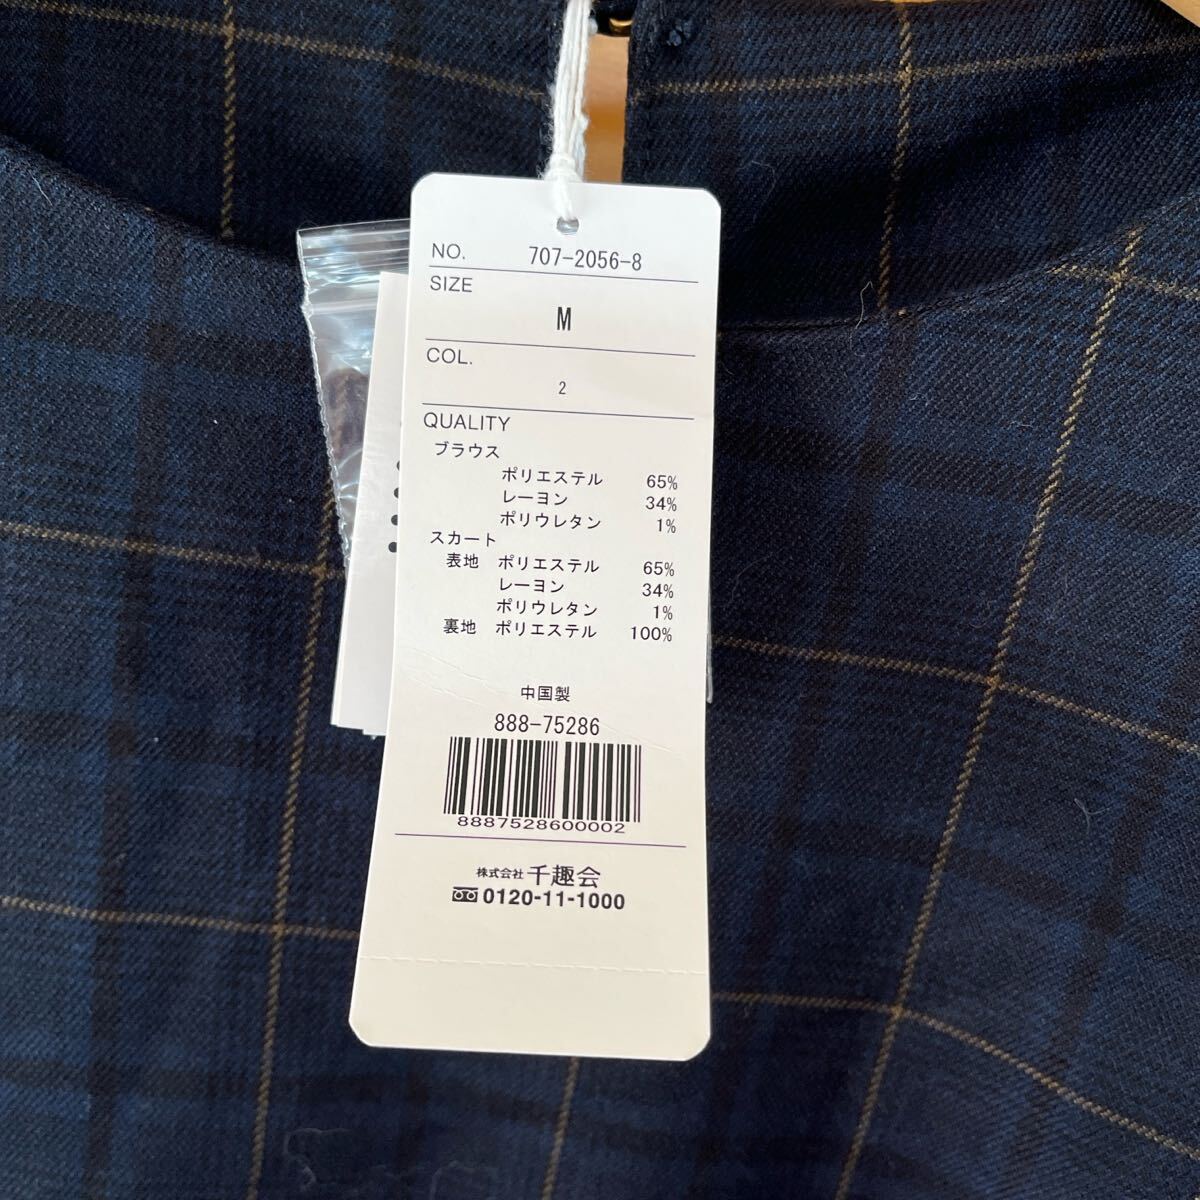 NO. 707-2056-8
SIZE
M
COL.
2
QUALITY
ブラウス
ポリエステル 65%
レーヨン 34%
ポリウレタン 1%
スカート
表地 ポリエステル 65%
レーヨン 34%
ポリウレタン 1%
裏地 ポリエステル 100%
中国製
888-75286
8887528600002
株式会社 千趣会
0120-11-1000